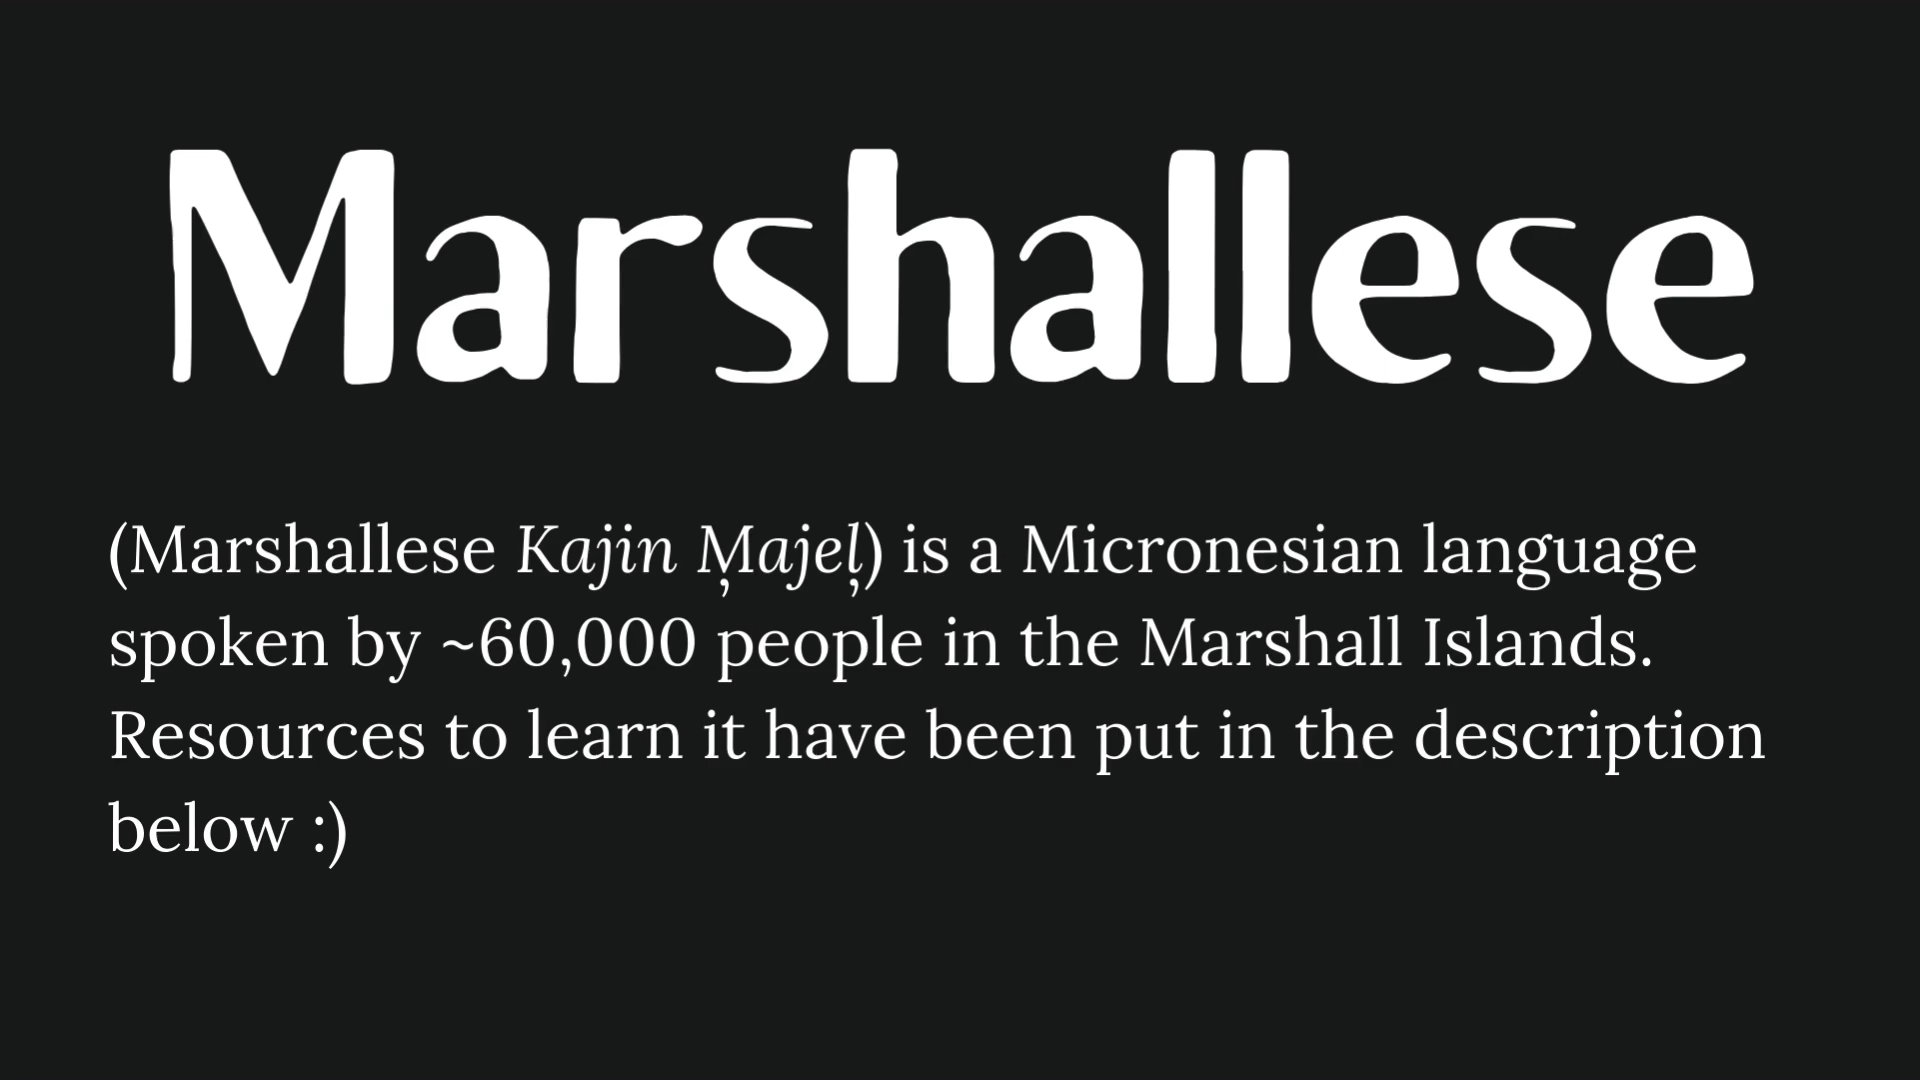 Marshallese
(Marshallese Kajin M̧ajeļ) is a Micronesian language
spoken by ~60,000 people in the Marshall Islands.
Resources to learn it have been put in the description
below :)